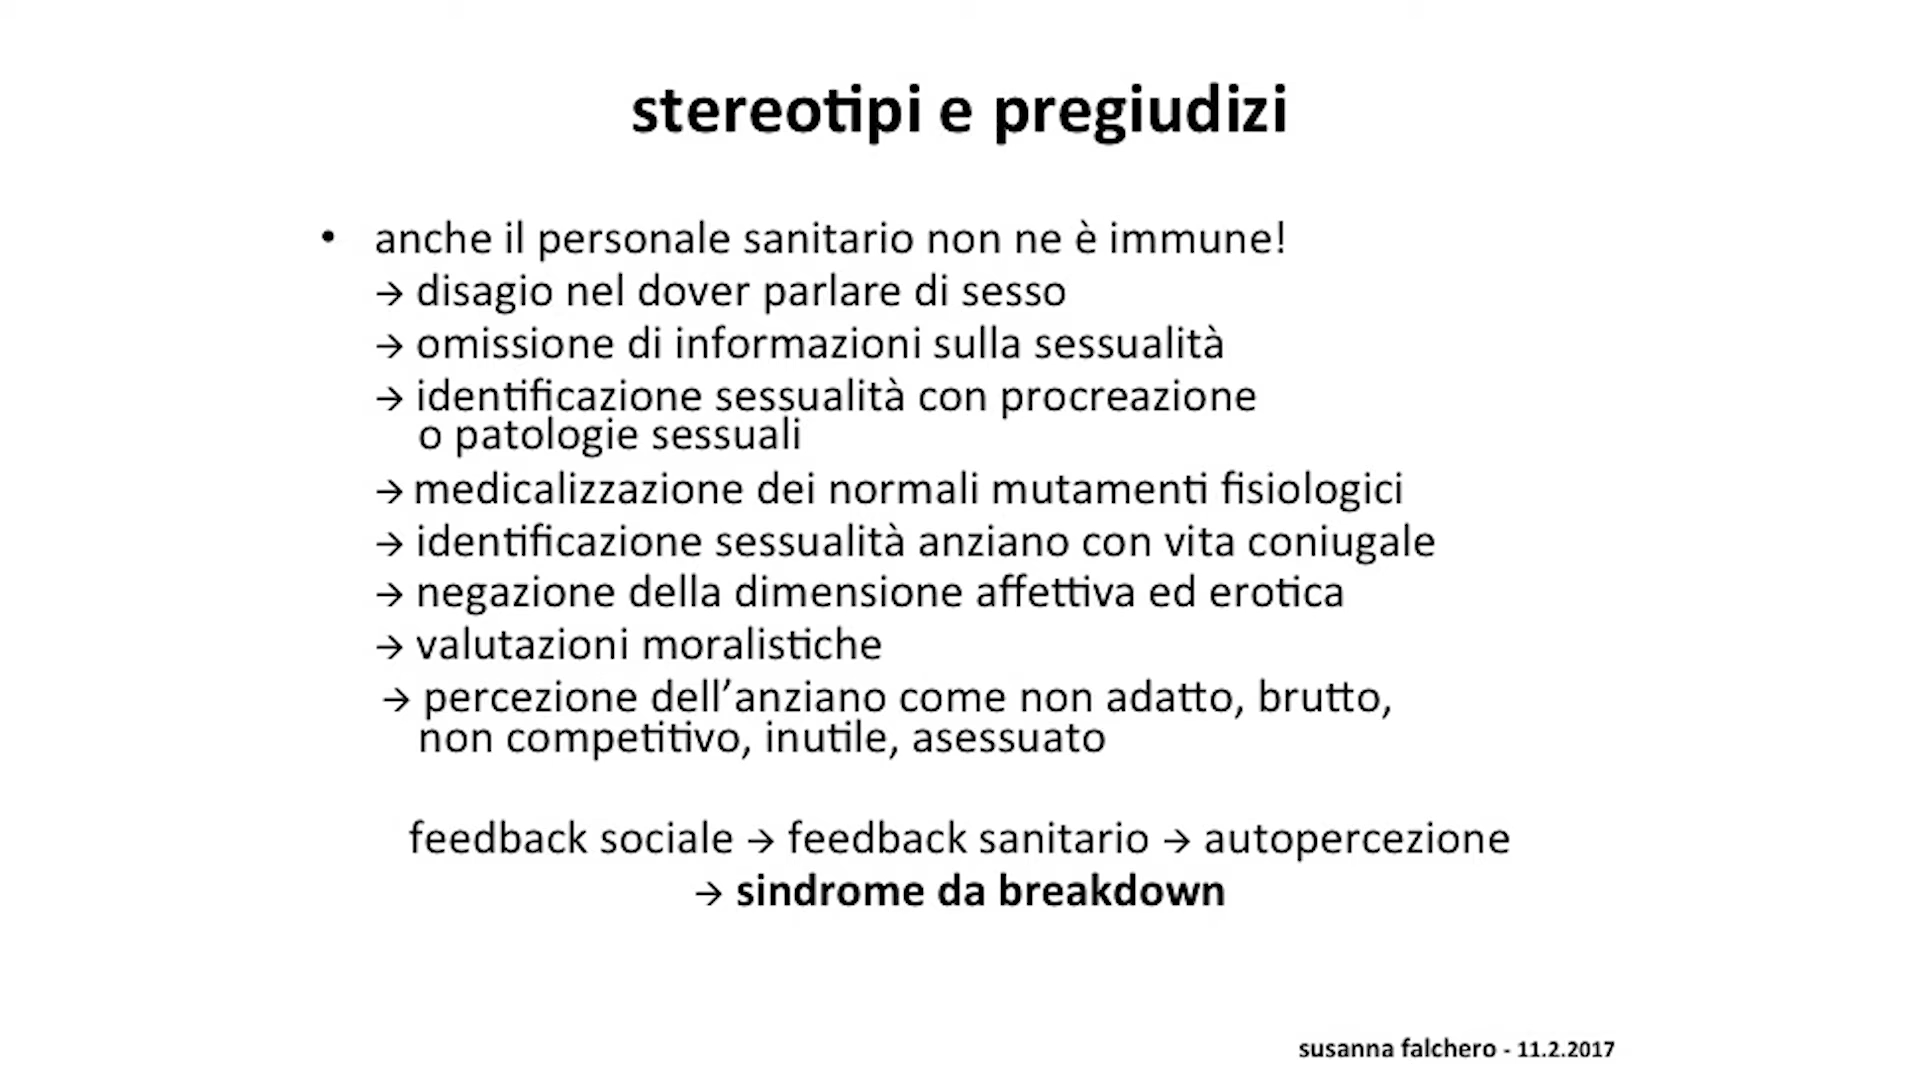 stereotipi e pregiudizi
• anche il personale sanitario non ne è immune!
→ disagio nel dover parlare di sesso
→ omissione di informazioni sulla sessualità
→ identificazione sessualità con procreazione
o patologie sessuali
→ medicalizzazione dei normali mutamenti fisiologici
→ identificazione sessualità anziano con vita coniugale
→ negazione della dimensione affettiva ed erotica
→ valutazioni moralistiche
→ percezione dell’anziano come non adatto, brutto,
non competitivo, inutile, asessuato
feedback sociale → feedback sanitario → autopercezione
→ sindrome da breakdown
susanna falchero - 11.2.2017